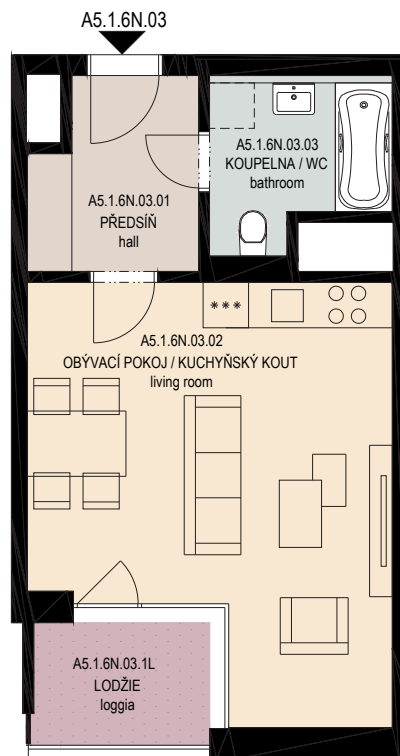 A5.1.6N.03
A5.1.6N.03.03
KOUPELNA / WC
bathroom
A5.1.6N.03.01
PŘEDSÍŇ
hall
***
A5.1.6N.03.02
OBÝVACÍ POKOJ / KUCHYŇSKÝ KOUT
living room
A5.1.6N.03.1L
LODŽIE
loggia